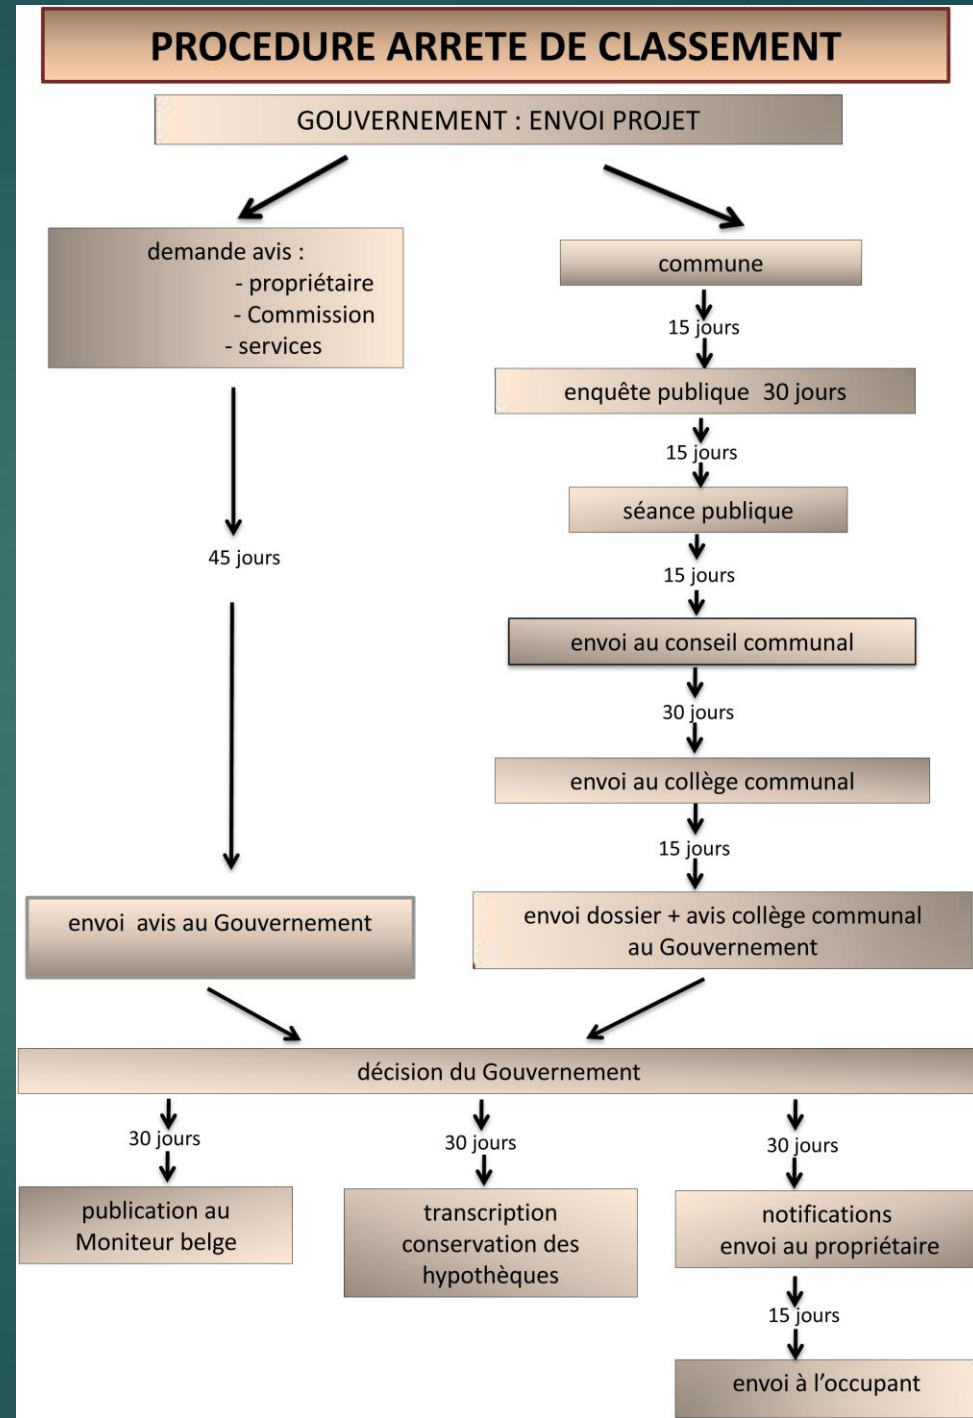 PROCEDURE ARRETE DE CLASSEMENT
GOUVERNEMENT : ENVOI PROJET
demande avis :
- propriétaire
- Commission
- services
45 jours
envoi avis au Gouvernement
commune
15 jours
enquête publique 30 jours
15 jours
séance publique
15 jours
envoi au conseil communal
30 jours
envoi au collège communal
15 jours
envoi dossier + avis collège communal
au Gouvernement
décision du Gouvernement
30 jours
publication au
Moniteur belge
30 jours
transcription
conservation des
hypothèques
30 jours
notifications
envoi au propriétaire
15 jours
envoi à l'occupant